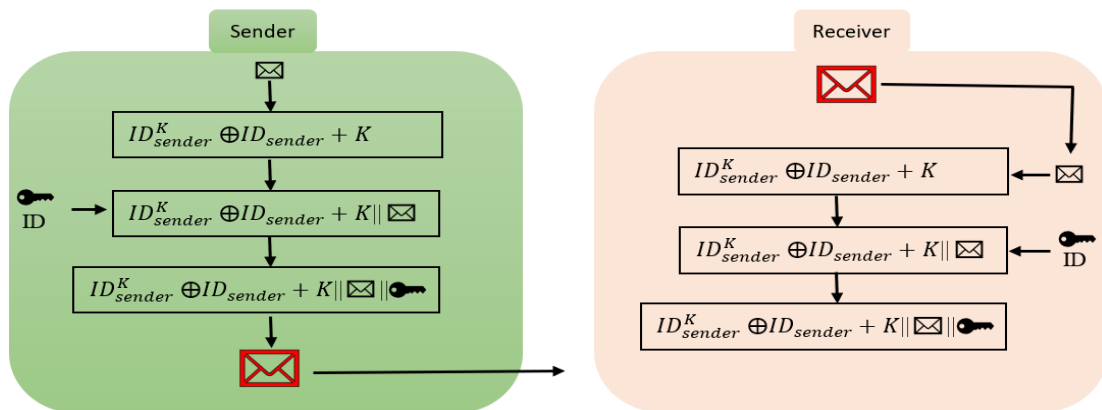 Sender
ID^K_sender ⊕ID_sender + K
ID
ID^K_sender ⊕ID_sender + K||
ID^K_sender ⊕ID_sender + K|| ||
Receiver
ID^K_sender ⊕ID_sender + K
ID^K_sender ⊕ID_sender + K||
ID
ID^K_sender ⊕ID_sender + K|| ||